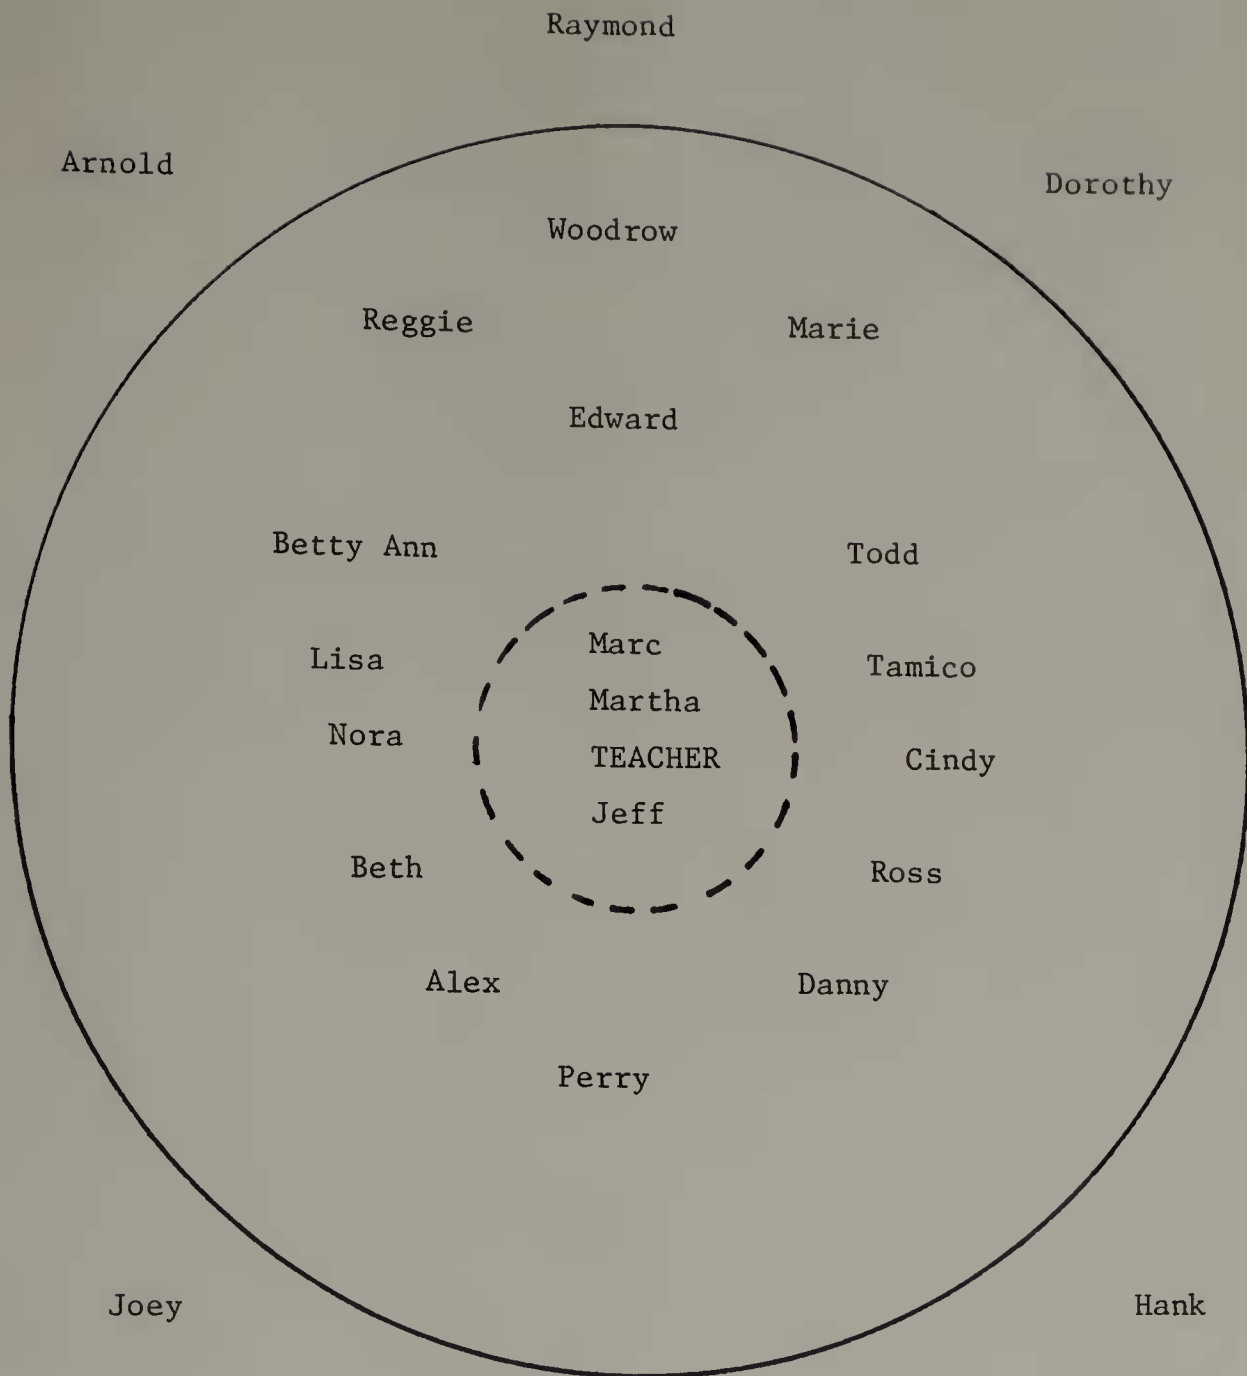 Raymond
Arnold
Dorothy
Woodrow
Reggie
Marie
Edward
Betty Ann
Todd
Marc
Lisa
Tamico
Martha
Nora
TEACHER
Cindy
Jeff
Beth
Ross
Alex
Danny
Perry
Joey
Hank